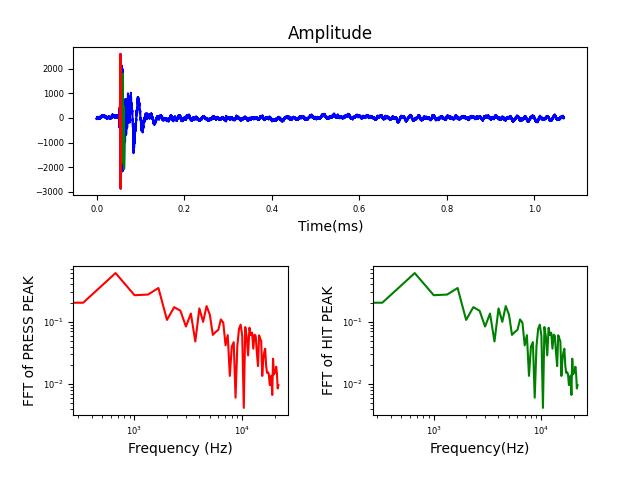 Amplitude
2000
1000
0
−1000
−2000
−3000
0.0 0.2 0.4 0.6 0.8 1.0
Time(ms)
FFT of PRESS PEAK
10⁻¹
10⁻²
10³ 10⁴
Frequency (Hz)
FFT of HIT PEAK
10⁻¹
10⁻²
10³ 10⁴
Frequency(Hz)